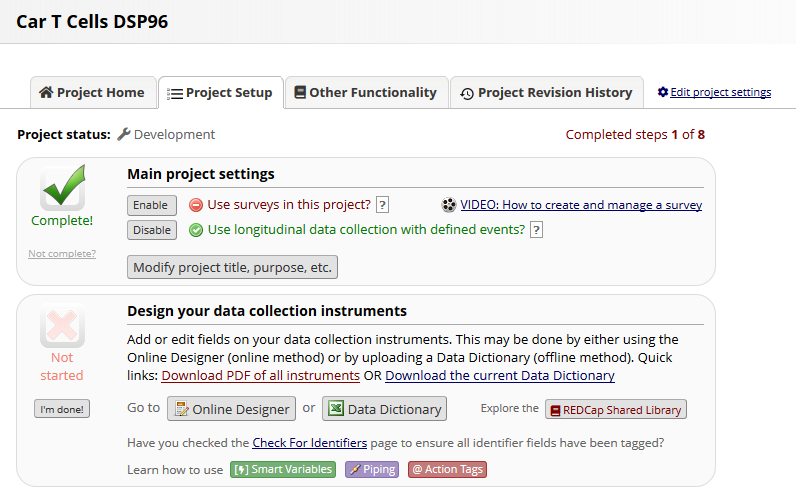 Car T Cells DSP96
Project Home Project Setup Other Functionality Project Revision History Edit project settings
Project status: Development Completed steps 1 of 8
Main project settings
Enable Use surveys in this project? ? VIDEO: How to create and manage a survey
Complete!
Disable Use longitudinal data collection with defined events? ?
Not complete?
Modify project title, purpose, etc.
Design your data collection instruments
Add or edit fields on your data collection instruments. This may be done by either using the
Online Designer (online method) or by uploading a Data Dictionary (offline method). Quick
links: Download PDF of all instruments OR Download the current Data Dictionary
Not
started
I'm done!
Go to Online Designer or Data Dictionary Explore the REDCap Shared Library
Have you checked the Check For Identifiers page to ensure all identifier fields have been tagged?
Learn how to use [⚡] Smart Variables Piping @ Action Tags